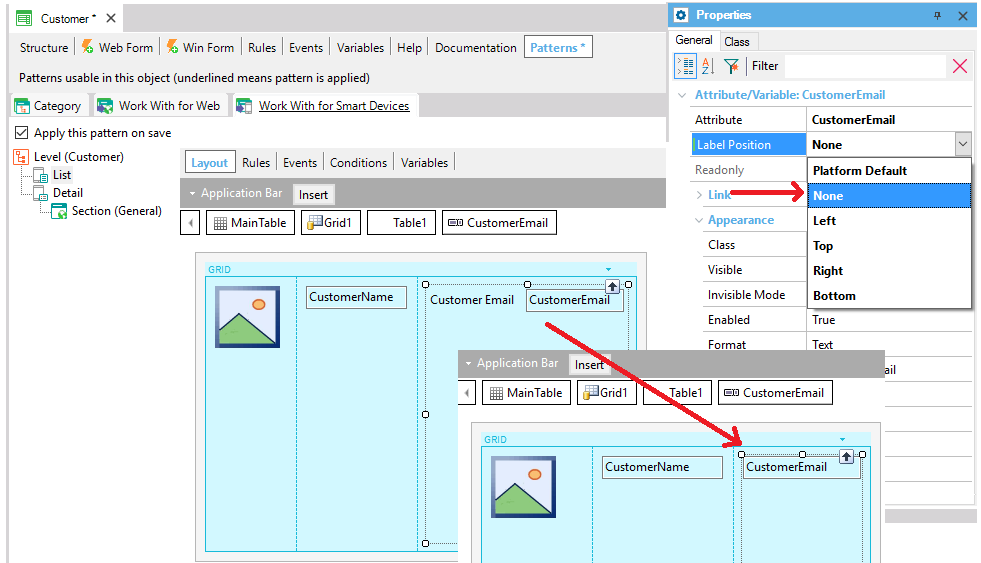 Customer *
Structure
Web Form
Win Form
Rules
Events
Variables
Help
Documentation
Patterns *
Patterns usable in this object (underlined means pattern is applied)
Category
Work With for Web
Work With for Smart Devices
Apply this pattern on save
Level (Customer)
List
Detail
Section (General)
Layout
Rules
Events
Conditions
Variables
Application Bar
Insert
MainTable
Grid1
Table1
CustomerEmail
GRID
CustomerName
Customer Email
CustomerEmail
Application Bar
Insert
MainTable
Grid1
Table1
CustomerEmail
GRID
CustomerName
CustomerEmail
Properties
General
Class
Filter
Attribute/Variable: CustomerEmail
Attribute
CustomerEmail
Label Position
None
Readonly
Platform Default
Link
None
Left
Appearance
Class
Top
Visible
Right
Invisible Mode
Bottom
Enabled
True
Format
Text
ail